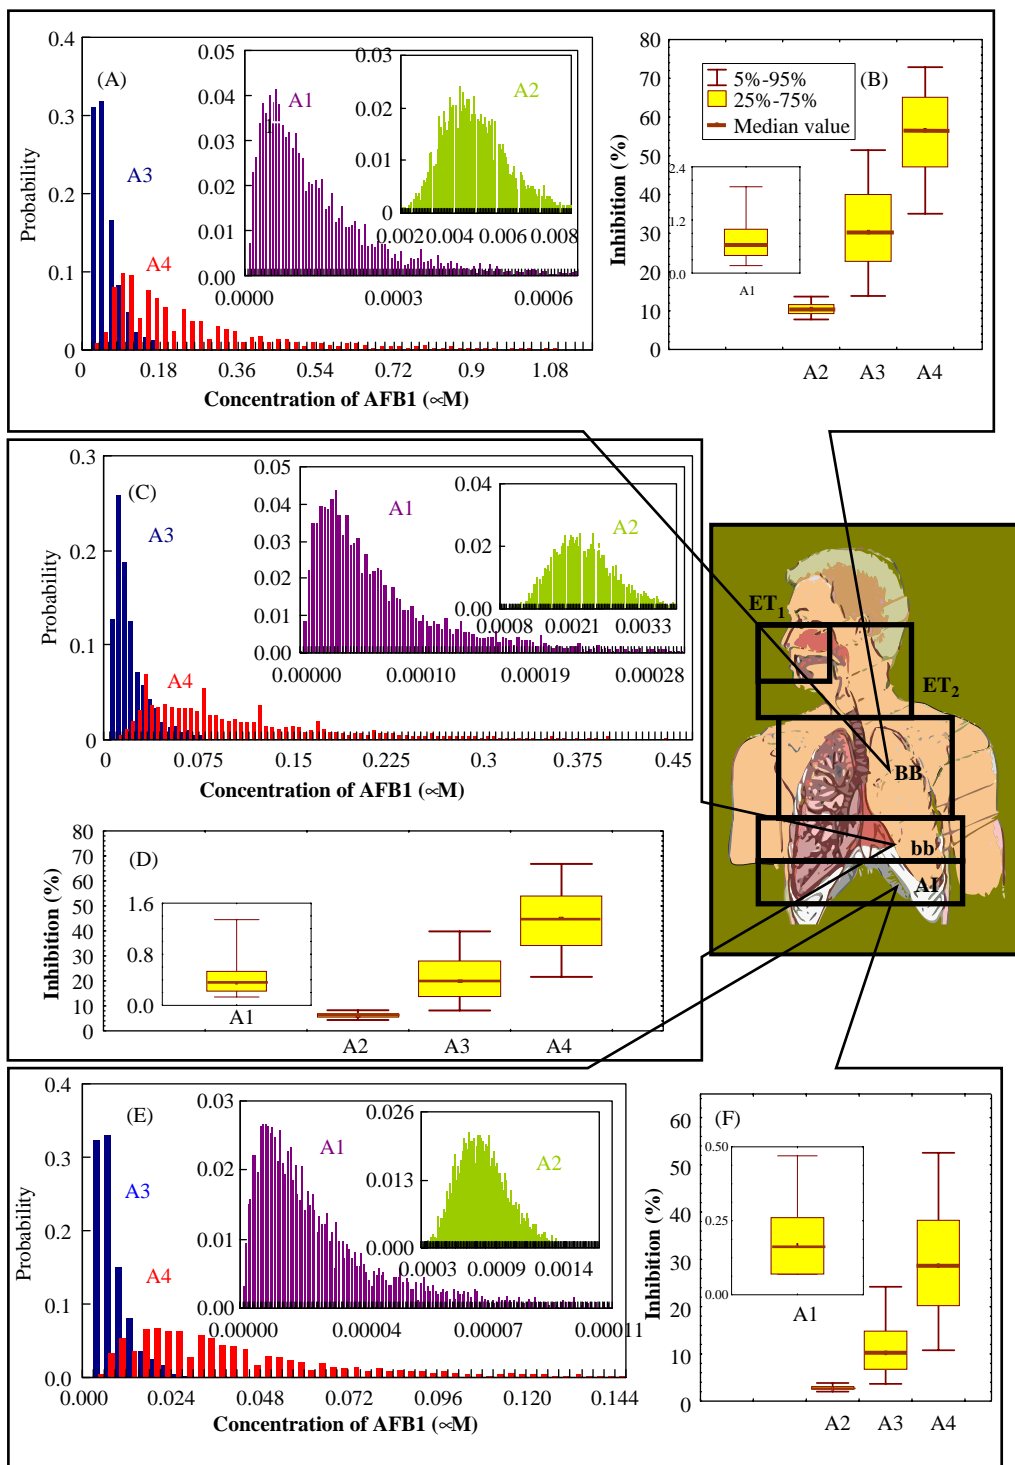 (A)
Probability
0.4
0.3
0.2
0.1
0
A3
A4
0 0.18 0.36 0.54 0.72 0.9 1.08
Concentration of AFB1 (∝M)
0.05
0.04
0.03
0.02
0.01
0.00
A1
0.0000 0.0003 0.0006
0.03
0.02
0.01
0
A2
0.002 0.004 0.006 0.008
(B)
Inhibition (%)
80
70
60
50
40
30
20
10
0
5%-95%
25%-75%
Median value
2.4
1.2
0.0
A1
A2 A3 A4
(C)
Probability
0.3
0.2
0.1
0
A3
A4
0 0.075 0.15 0.225 0.3 0.375 0.45
Concentration of AFB1 (∝M)
0.05
0.04
0.03
0.02
0.01
0.00
A1
0.00000 0.00010 0.00019 0.00028
0.04
0.02
0.00
A2
0.0008 0.0021 0.0033
ET1
ET2
BB
bb
AI
(D)
Inhibition (%)
80
70
60
50
40
30
20
10
0
1.6
0.8
0.0
A1
A2 A3 A4
(E)
Probability
0.4
0.3
0.2
0.1
0.0
A3
A4
0.000 0.024 0.048 0.072 0.096 0.120 0.144
Concentration of AFB1 (∝M)
0.03
0.02
0.01
0.00
A1
0.00000 0.00004 0.00007 0.00011
0.026
0.013
0.000
A2
0.0003 0.0009 0.0014
(F)
Inhibition (%)
60
50
40
30
20
10
0
0.50
0.25
0.00
A1
A2 A3 A4